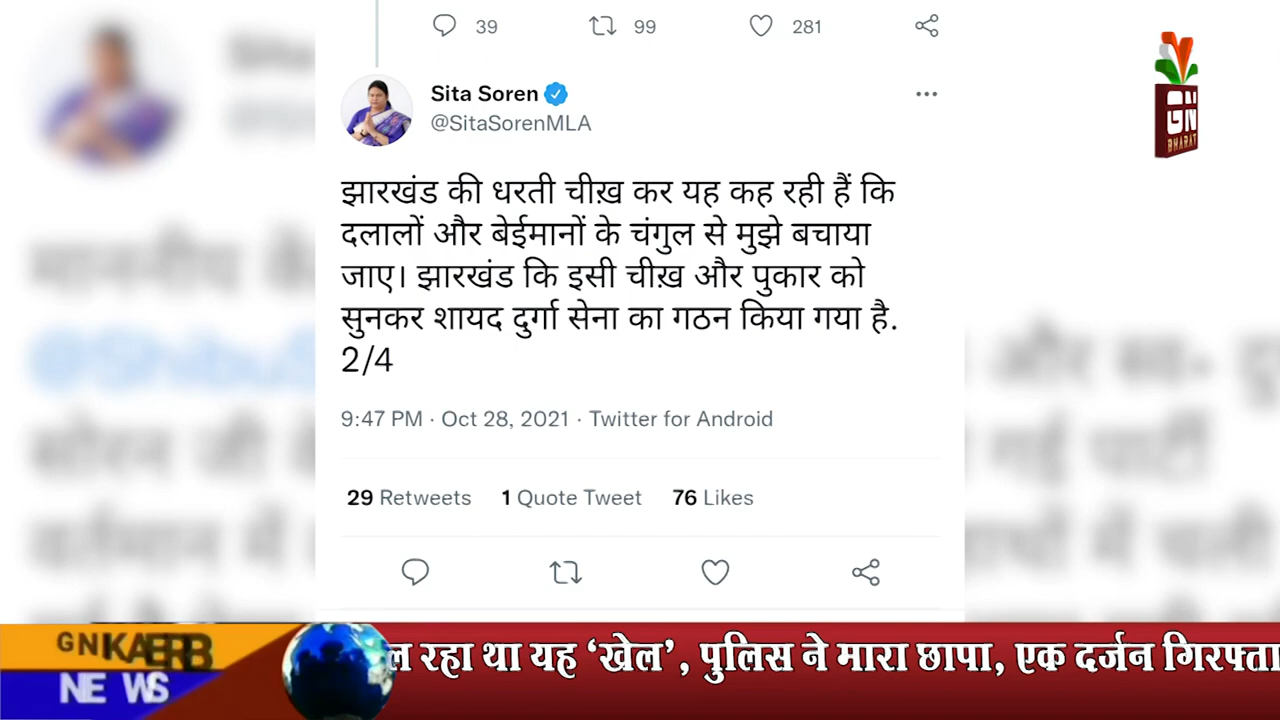 39 99 281
Sita Soren
@SitaSorenMLA
झारखंड की धरती चीख़ कर यह कह रही हैं कि
दलालों और बेईमानों के चंगुल से मुझे बचाया
जाए। झारखंड कि इसी चीख़ और पुकार को
सुनकर शायद दुर्गा सेना का गठन किया गया है.
2/4
9:47 PM · Oct 28, 2021 · Twitter for Android
29 Retweets 1 Quote Tweet 76 Likes
GN
BHARAT
GN
NEWS
ल रहा था यह ‘खेल’, पुलिस ने मारा छापा, एक दर्जन गिरफ्ता